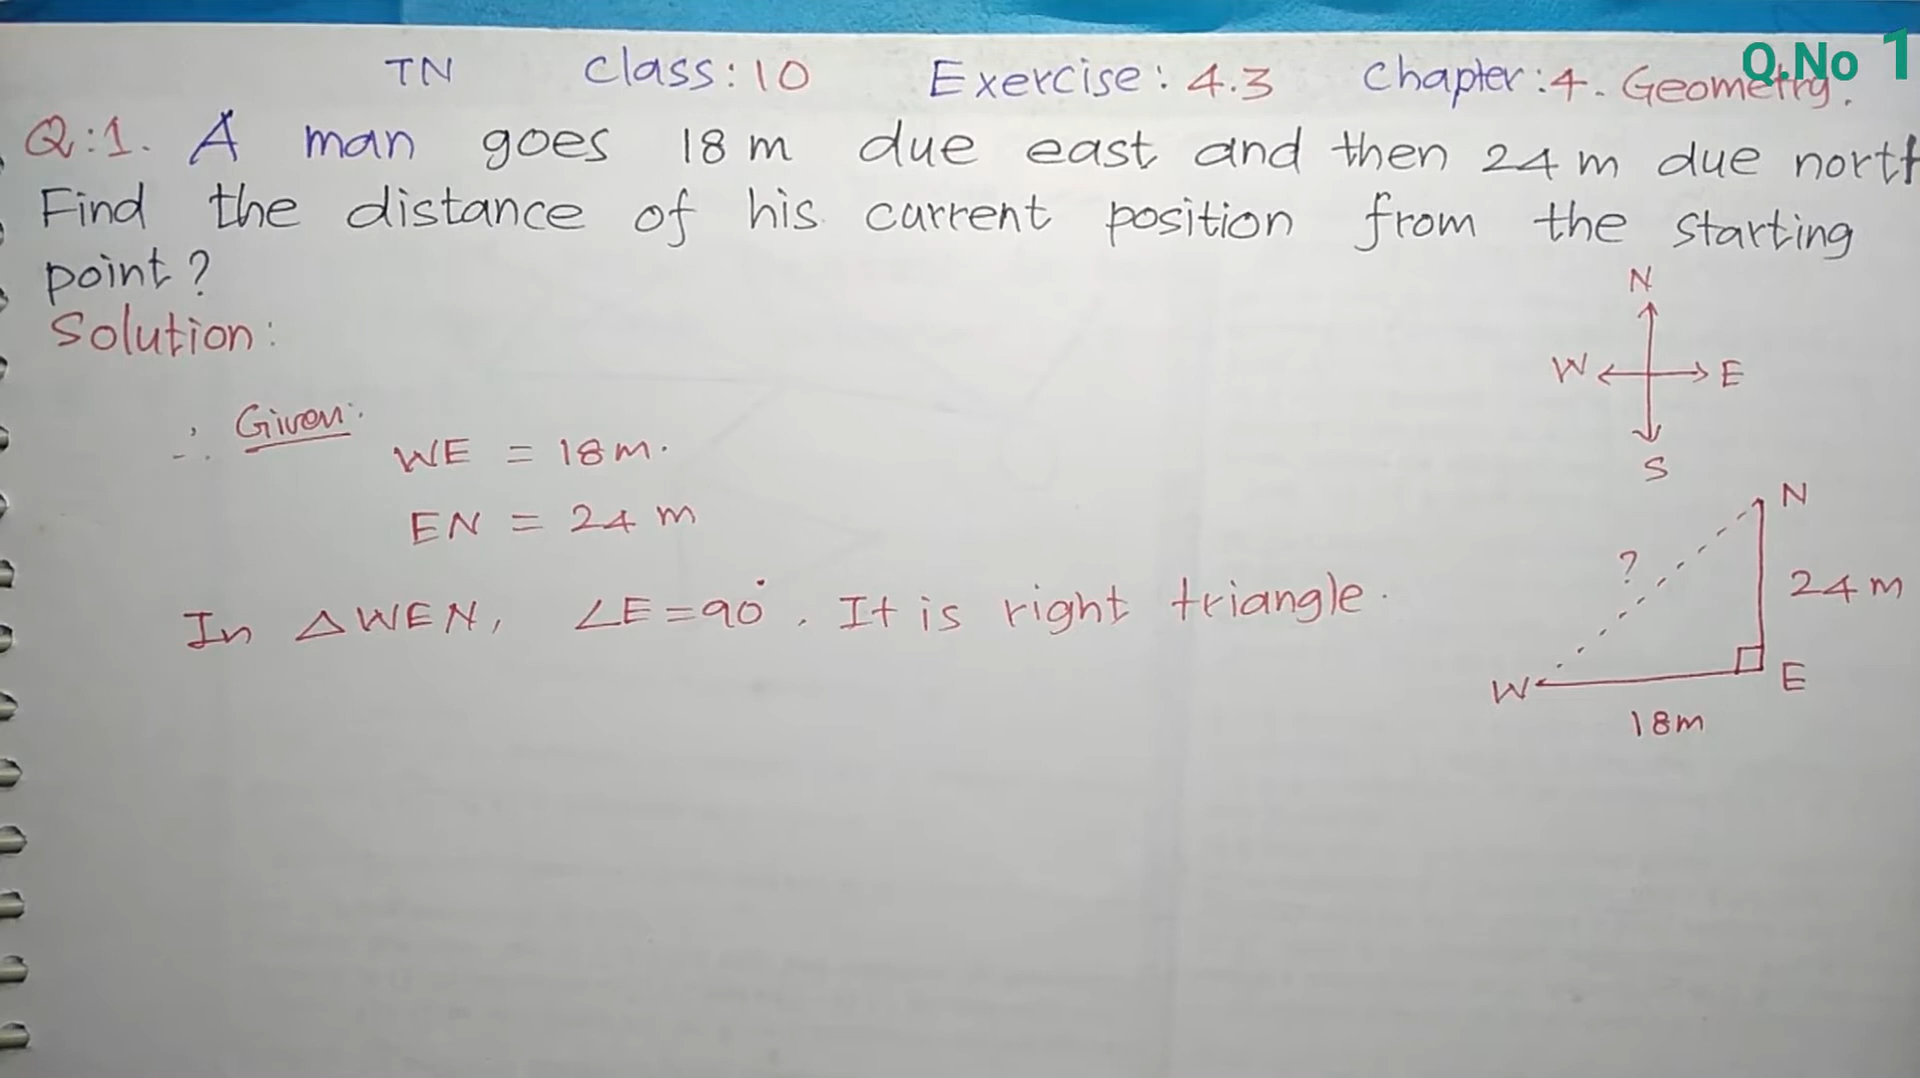 TN Class: 10 Exercise: 4.3 Chapter: 4. Geometry.
Q.No 1
Q:1. A man goes 18 m due east and then 24 m due north
Find the distance of his current position from the starting
point?
Solution:
N
W E
S
∴ Given:
WE = 18m.
EN = 24 m
In △WEN, ∠E=90°. It is right triangle.
N
?
24 m
W E
18m